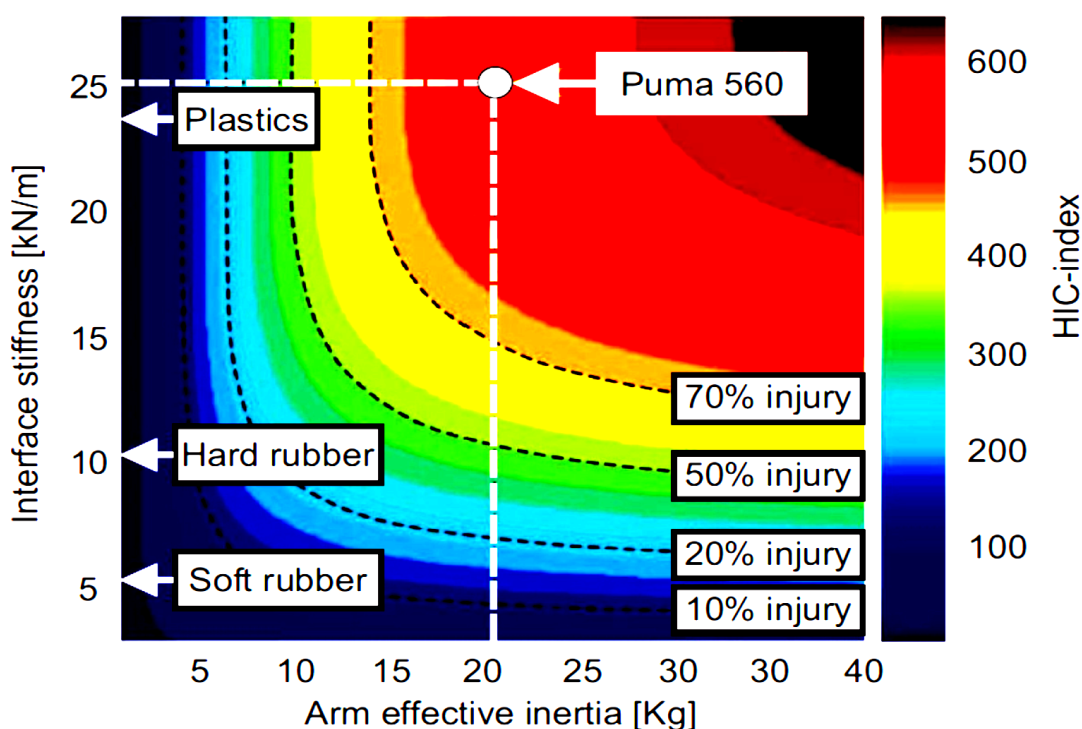 Puma 560
Plastics
Hard rubber
Soft rubber
70% injury
50% injury
20% injury
10% injury
Interface stiffness [kN/m]
25
20
15
10
5
5 10 15 20 25 30 30 40
Arm effective inertia [Kg]
600
500
400
300
200
100
HIC-index